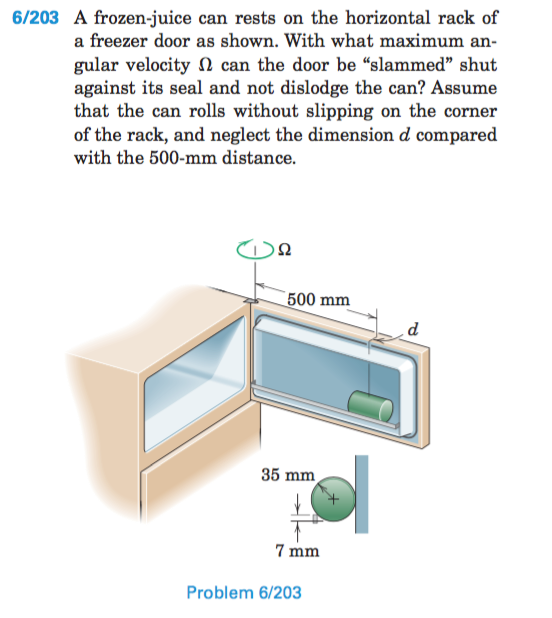 6/203 A frozen-juice can rests on the horizontal rack of
a freezer door as shown. With what maximum an-
gular velocity Ω can the door be “slammed” shut
against its seal and not dislodge the can? Assume
that the can rolls without slipping on the corner
of the rack, and neglect the dimension d compared
with the 500-mm distance.
Ω
500 mm
d
35 mm
7 mm
Problem 6/203